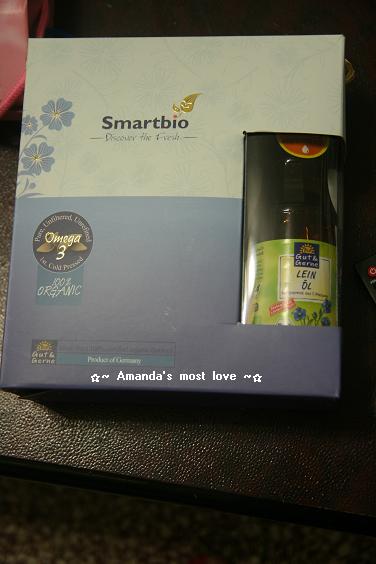 Smartbio
Discover the Fresh
Pure, Unfiltered, Unrefined
Omega
3
1st Cold Pressed
100%
ORGANIC
Gut &
Gerne
LEIN
ÖL
Gut &
Gerne
Product of Germany
✩~ Amanda's most love ~✩